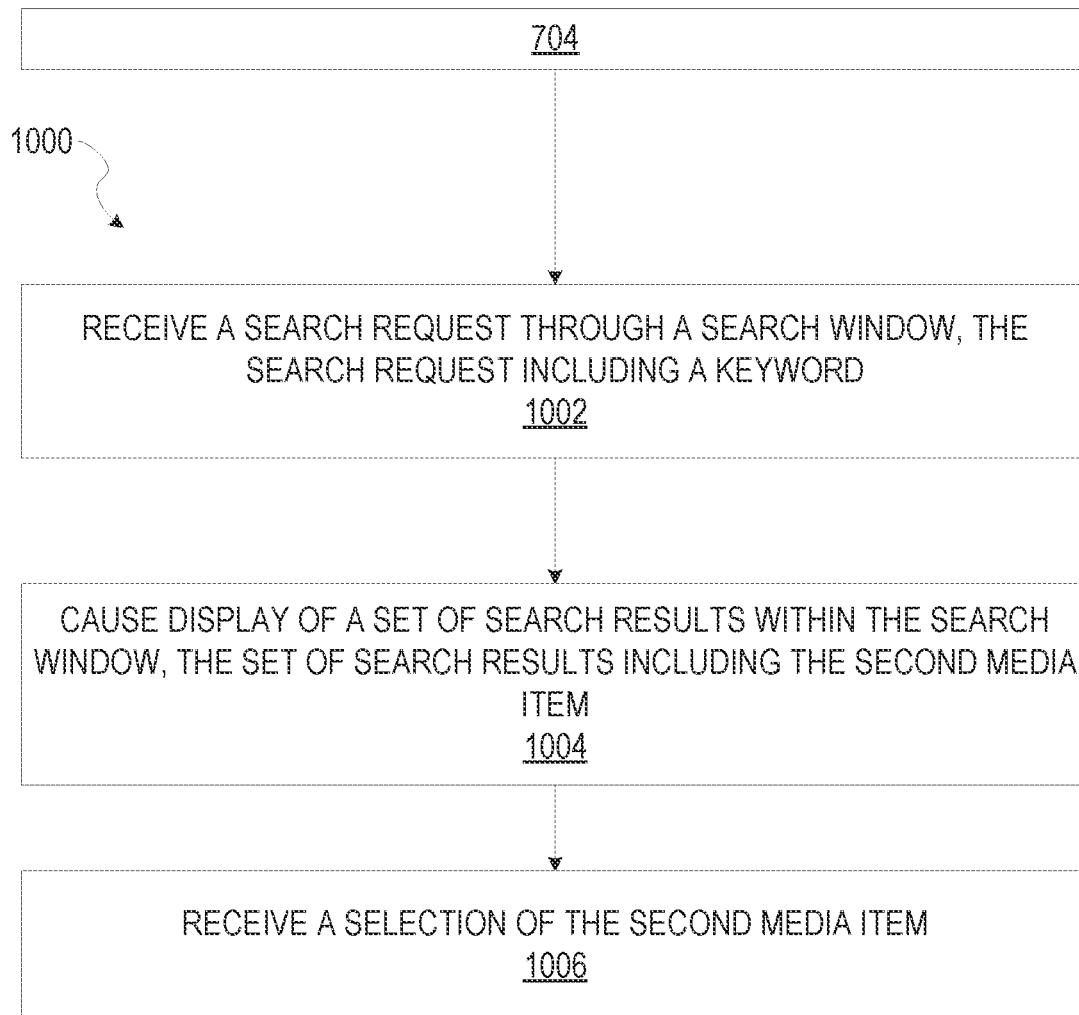 704
1000
RECEIVE A SEARCH REQUEST THROUGH A SEARCH WINDOW, THE
SEARCH REQUEST INCLUDING A KEYWORD
1002
CAUSE DISPLAY OF A SET OF SEARCH RESULTS WITHIN THE SEARCH
WINDOW, THE SET OF SEARCH RESULTS INCLUDING THE SECOND MEDIA
ITEM
1004
RECEIVE A SELECTION OF THE SECOND MEDIA ITEM
1006